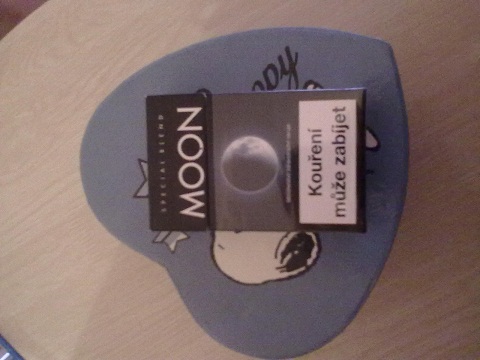 SPECIAL BLEND
MOON
Kouření
může zabíjet